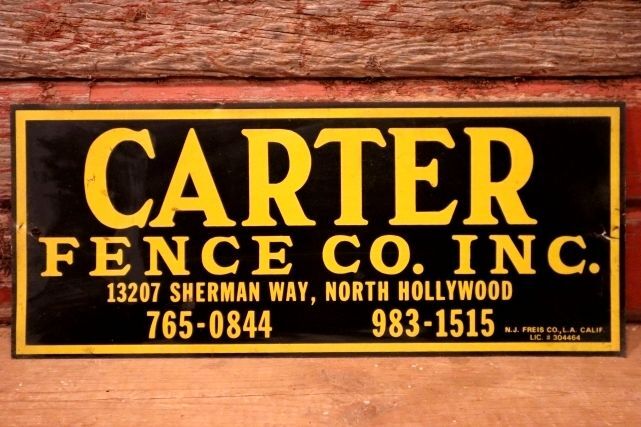 CARTER
FENCE CO. INC.
13207 SHERMAN WAY, NORTH HOLLYWOOD
765-0844 983-1515
N.J. FREIS CO., L.A. CALIF.
LIC. # 304464